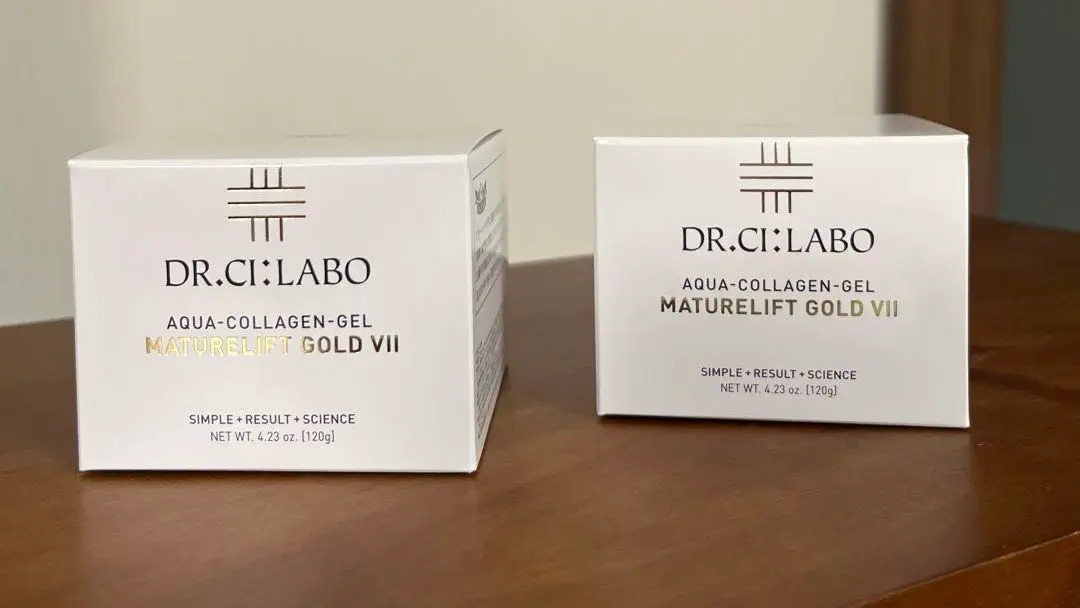 DR.CI:LABO
AQUA-COLLAGEN-GEL
MATURELIFT GOLD VII
SIMPLE+RESULT+SCIENCE
NET WT. 4.23 oz. [120g]
DR.CI:LABO
AQUA-COLLAGEN-GEL
MATURELIFT GOLD VII
SIMPLE+RESULT+SCIENCE
NET WT. 4.23 oz. [120g]